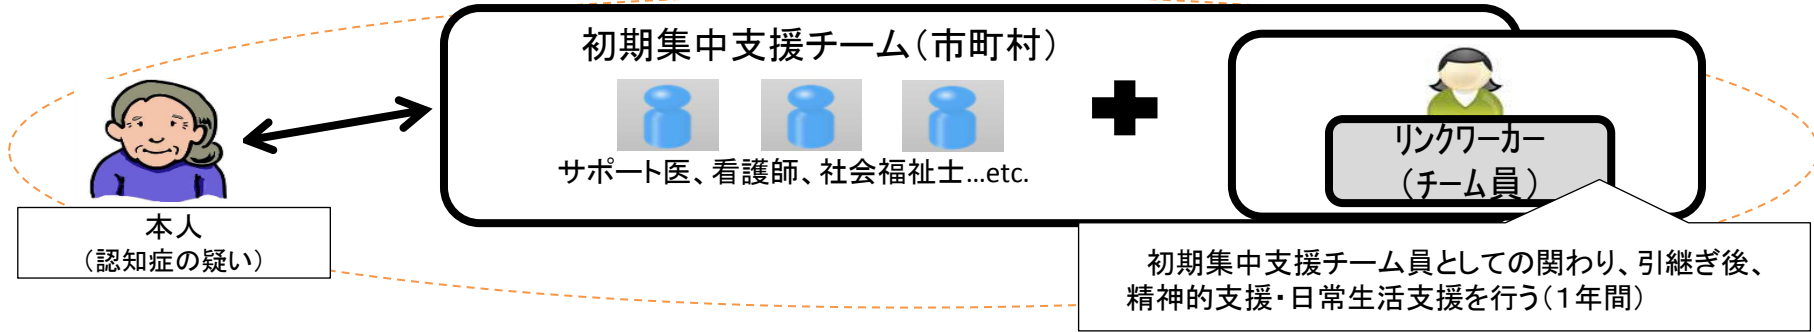 初期集中支援チーム(市町村)
サポート医、看護師、社会福祉士…etc.
リンクワーカー
(チーム員)
本人
(認知症の疑い)
初期集中支援チーム員としての関わり、引継ぎ後、
精神的支援・日常生活支援を行う(1年間)